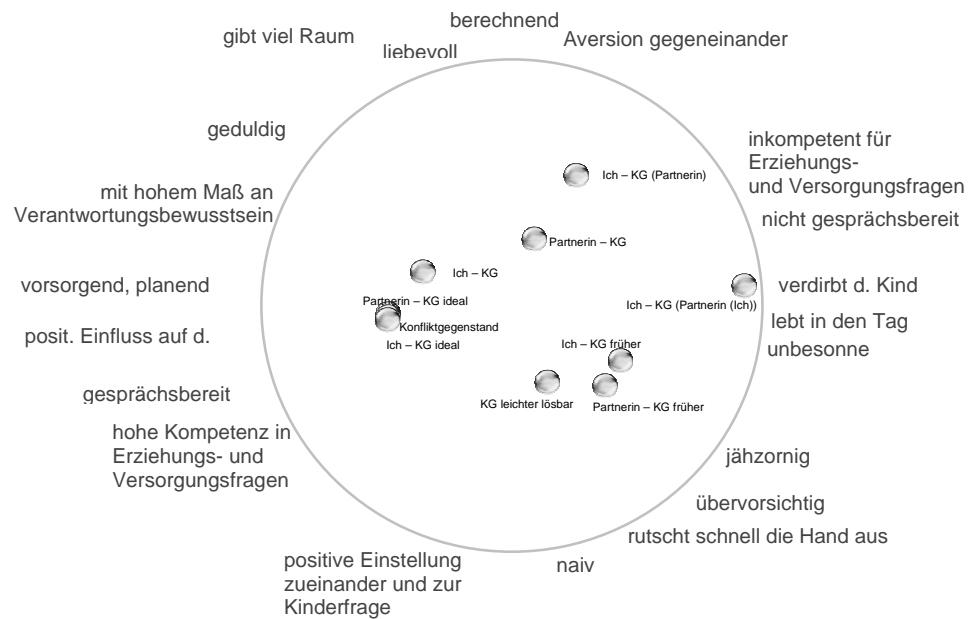 berechnend
gibt viel Raum
Aversion gegeneinander
liebevoll
geduldig
inkompetent für
Erziehungs-
und Versorgungsfragen
mit hohem Maß an
Verantwortungsbewusstsein
nicht gesprächsbereit
Ich – KG (Partnerin)
Partnerin – KG
Ich – KG
vorsorgend, planend
verdirbt d. Kind
Partnerin – KG ideal
Ich – KG (Partnerin (Ich))
Konfliktgegenstand
lebt in den Tag
posit. Einfluss auf d.
Ich – KG ideal
Ich – KG früher
unbesonne
gesprächsbereit
KG leichter lösbar
Partnerin – KG früher
hohe Kompetenz in
Erziehungs- und
Versorgungsfragen
jähzornig
übervorsichtig
rutscht schnell die Hand aus
positive Einstellung
zueinander und zur
Kinderfrage
naiv